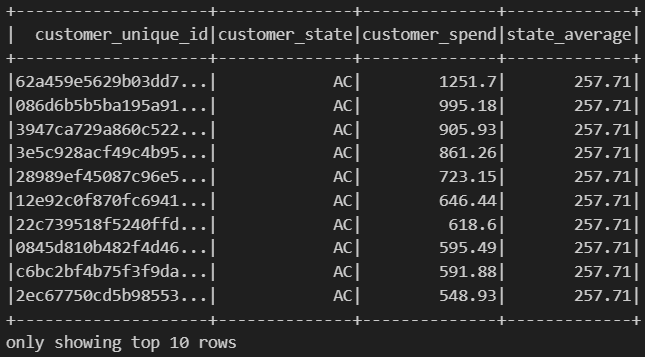 +--------------------+--------------+--------------+-------------+
|  customer_unique_id|customer_state|customer_spend|state_average|
+--------------------+--------------+--------------+-------------+
|62a459e5629b03dd7...|            AC|        1251.7|       257.71|
|086d6b5b5ba195a91...|            AC|        995.18|       257.71|
|3947ca729a860c522...|            AC|        905.93|       257.71|
|3e5c928acf49c4b95...|            AC|        861.26|       257.71|
|28989ef45087c96e5...|            AC|        723.15|       257.71|
|12e92c0f870fc6941...|            AC|        646.44|       257.71|
|22c739518f5240ffd...|            AC|         618.6|       257.71|
|0845d810b482f4d46...|            AC|        595.49|       257.71|
|c6bc2bf4b75f3f9da...|            AC|        591.88|       257.71|
|2ec67750cd5b98553...|            AC|        548.93|       257.71|
+--------------------+--------------+--------------+-------------+
only showing top 10 rows